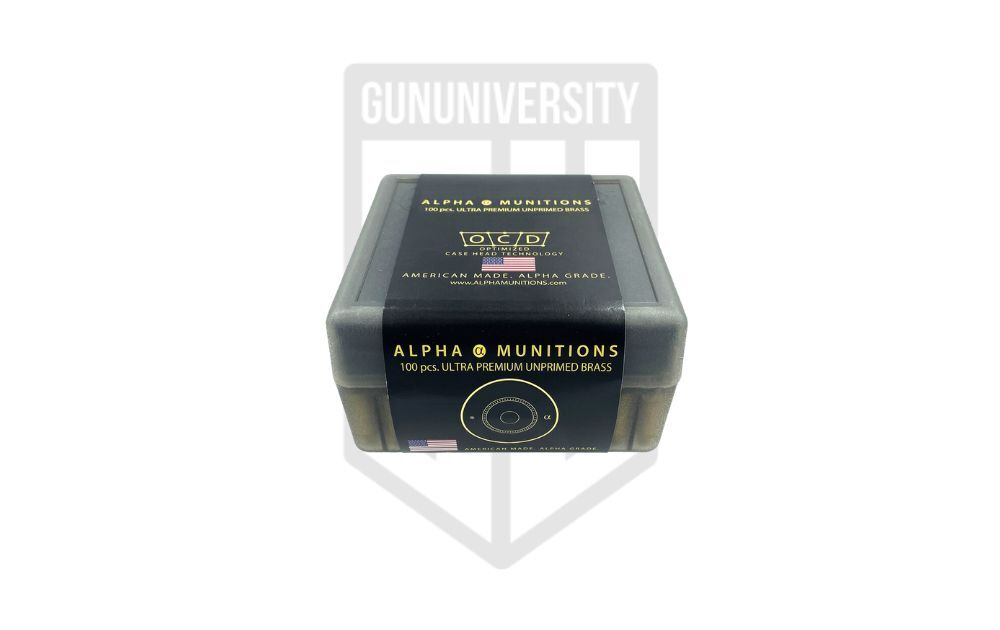 GUNUNIVERSITY
ALPHA α MUNITIONS
100 pcs. ULTRA PREMIUM UNPRIMED BRASS
OCD
OPTIMIZED
CASE HEAD TECHNOLOGY
AMERICAN MADE. ALPHA GRADE.
www.ALPHAMUNITIONS.com
ALPHA α MUNITIONS
100 pcs. ULTRA PREMIUM UNPRIMED BRASS
* α
AMERICAN MADE. ALPHA GRADE.